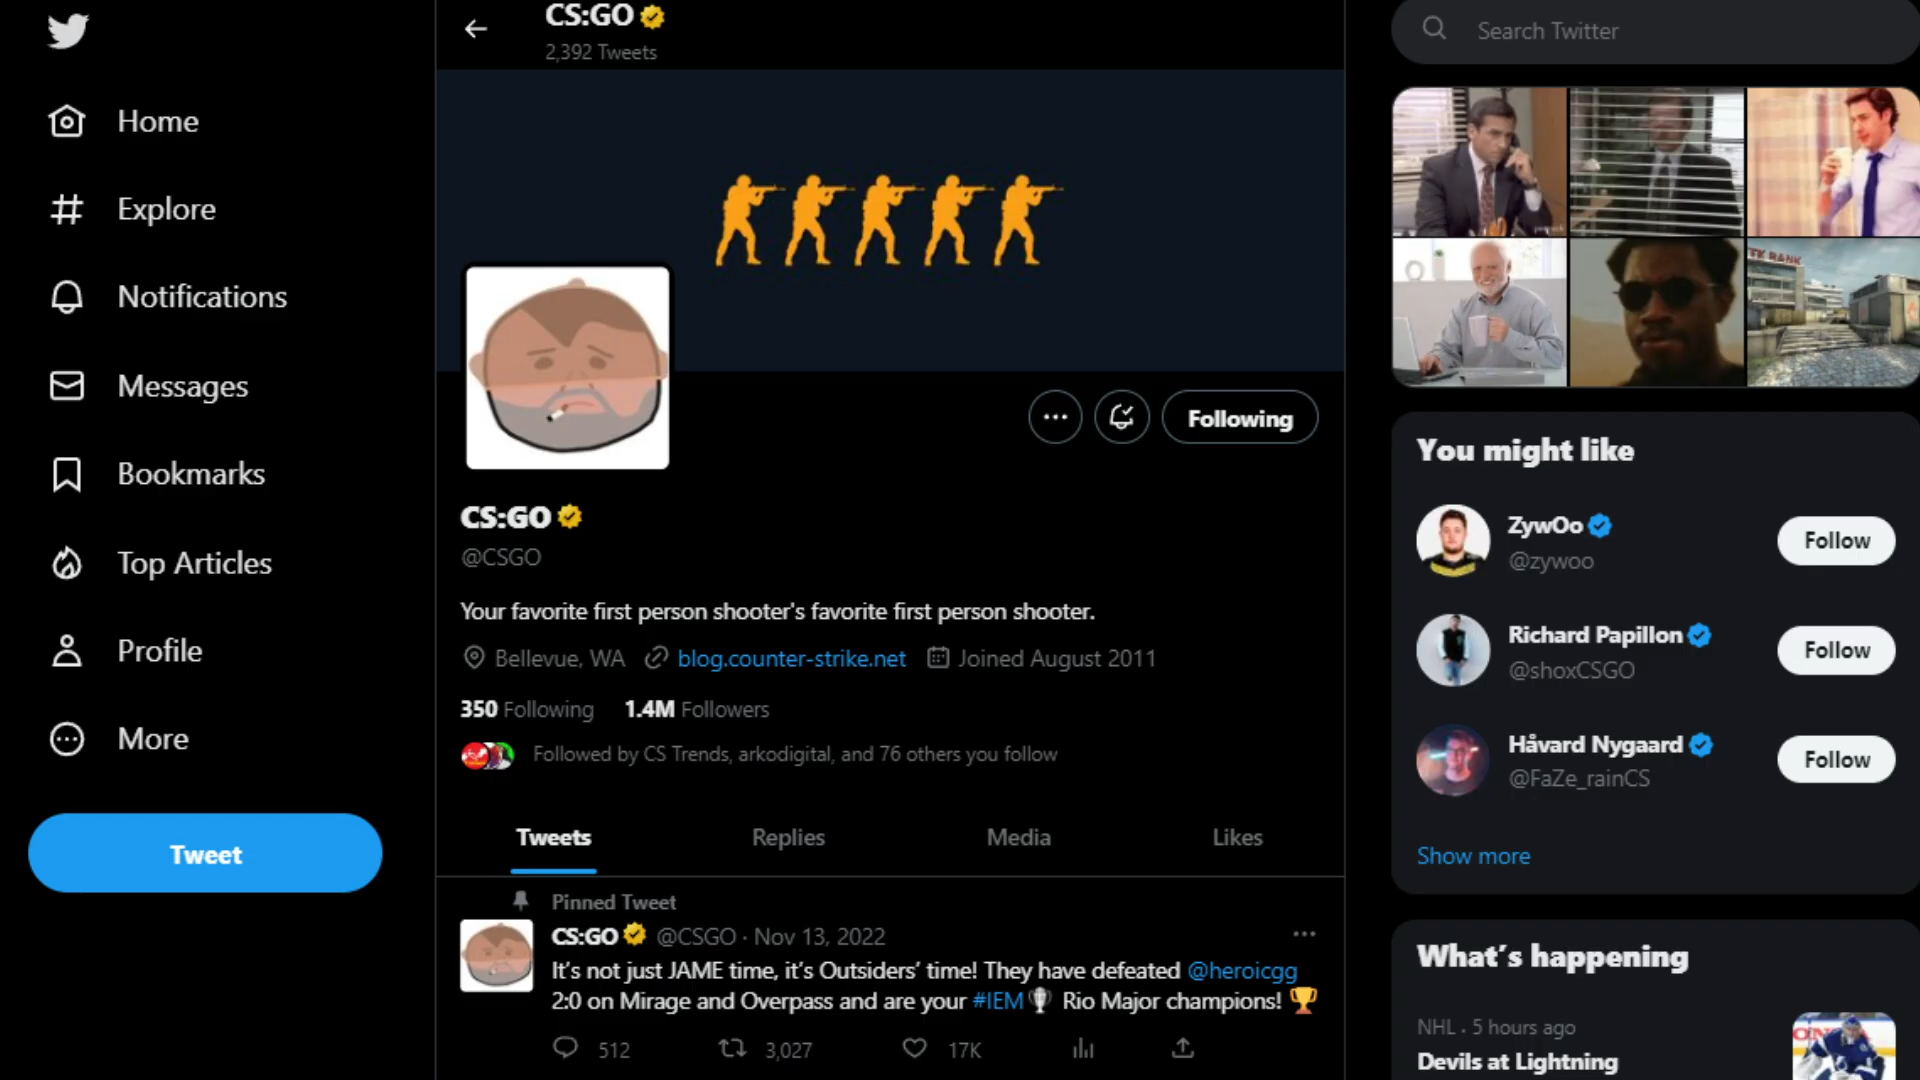 CS:GO
2,392 Tweets
Search Twitter
Home
Explore
Notifications
Messages
Bookmarks
Top Articles
Profile
More
Tweet
Following
CS:GO
@CSGO
Your favorite first person shooter's favorite first person shooter.
Bellevue, WA blog.counter-strike.net Joined August 2011
350 Following 1.4M Followers
Followed by CS Trends, arkodigital, and 76 others you follow
Tweets Replies Media Likes
Pinned Tweet
CS:GO @CSGO · Nov 13, 2022
It's not just JAME time, it's Outsiders' time! They have defeated @heroicgg
2:0 on Mirage and Overpass and are your #IEM Rio Major champions!
512 3,027 17K
BANK
You might like
ZywOo
@zywoo
Follow
Richard Papillon
@shoxCSGO
Follow
Håvard Nygaard
@FaZe_rainCS
Follow
Show more
What's happening
NHL · 5 hours ago
Devils at Lightning